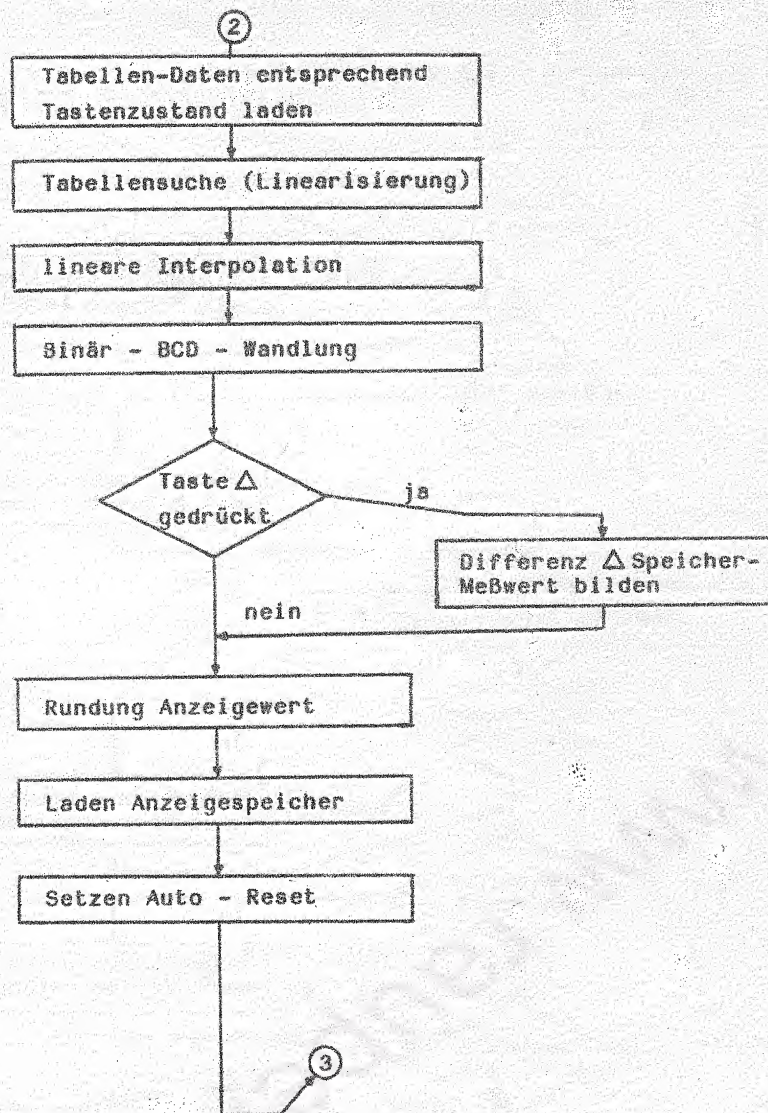 2
Tabellen-Daten entsprechend
Tastenzustand laden
Tabellensuche (Linearisierung)
lineare Interpolation
Binär - BCD - Wandlung
Taste △
gedrückt
ja
Differenz △ Speicher-
Meßwert bilden
nein
Rundung Anzeigewert
Laden Anzeigespeicher
Setzen Auto - Reset
3